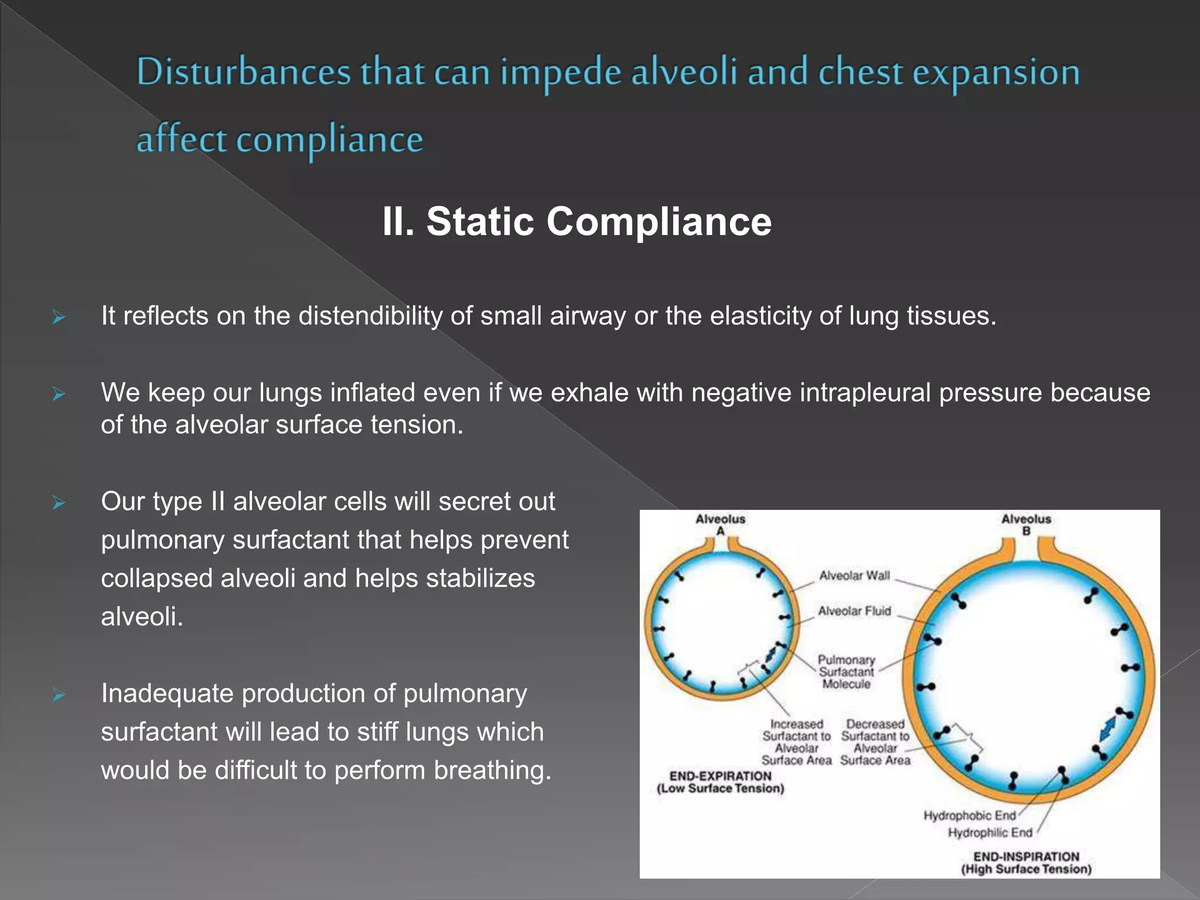 Disturbances that can impede alveoli and chest expansion
affect compliance
II. Static Compliance
It reflects on the distendibility of small airway or the elasticity of lung tissues.
We keep our lungs inflated even if we exhale with negative intrapleural pressure because
of the alveolar surface tension.
Our type II alveolar cells will secret out
pulmonary surfactant that helps prevent
collapsed alveoli and helps stabilizes
alveoli.
Inadequate production of pulmonary
surfactant will lead to stiff lungs which
would be difficult to perform breathing.
Alveolus
A
Alveolus
B
Alveolar Wall
Alveolar Fluid
Pulmonary
Surfactant
Molecule
Increased
Surfactant to
Alveolar
Surface Area
Decreased
Surfactant to
Alveolar
Surface Area
END-EXPIRATION
(Low Surface Tension)
Hydrophobic End
Hydrophilic End
END-INSPIRATION
(High Surface Tension)